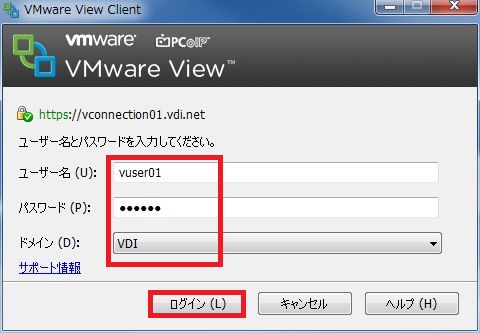 VMware View Client
vmware PCoIP
VMware View™
https://vconnection01.vdi.net
ユーザー名とパスワードを入力してください。
ユーザー名 (U): vuser01
パスワード (P): ●●●●●●
ドメイン (D): VDI
サポート情報
ログイン (L) キャンセル ヘルプ (H)